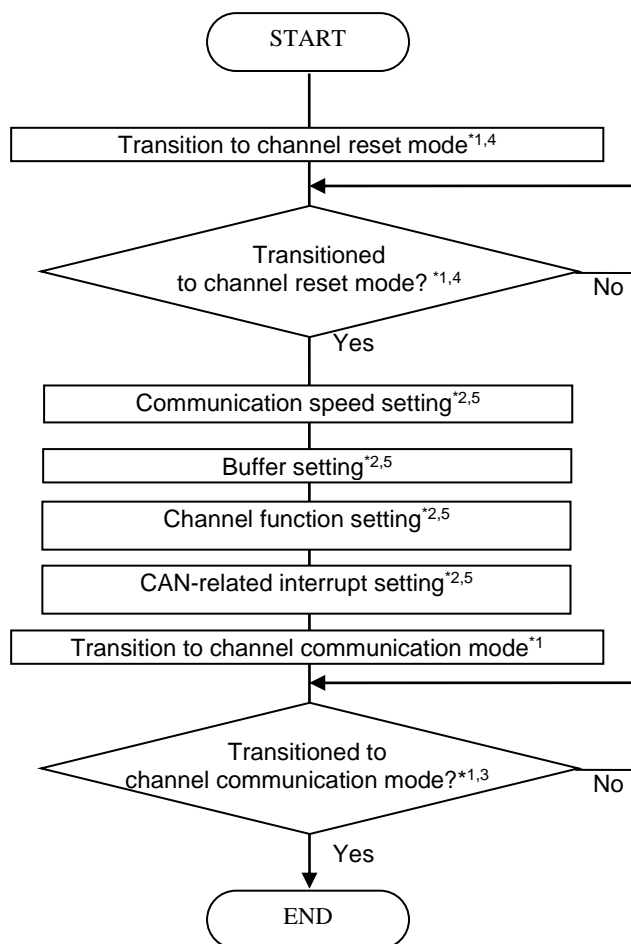 START
Transition to channel reset mode*1,4
Transitioned
to channel reset mode? *1,4
No
Yes
Communication speed setting*2,5
Buffer setting*2,5
Channel function setting*2,5
CAN-related interrupt setting*2,5
Transition to channel communication mode*1
Transitioned to
channel communication mode?*1,3
No
Yes
END